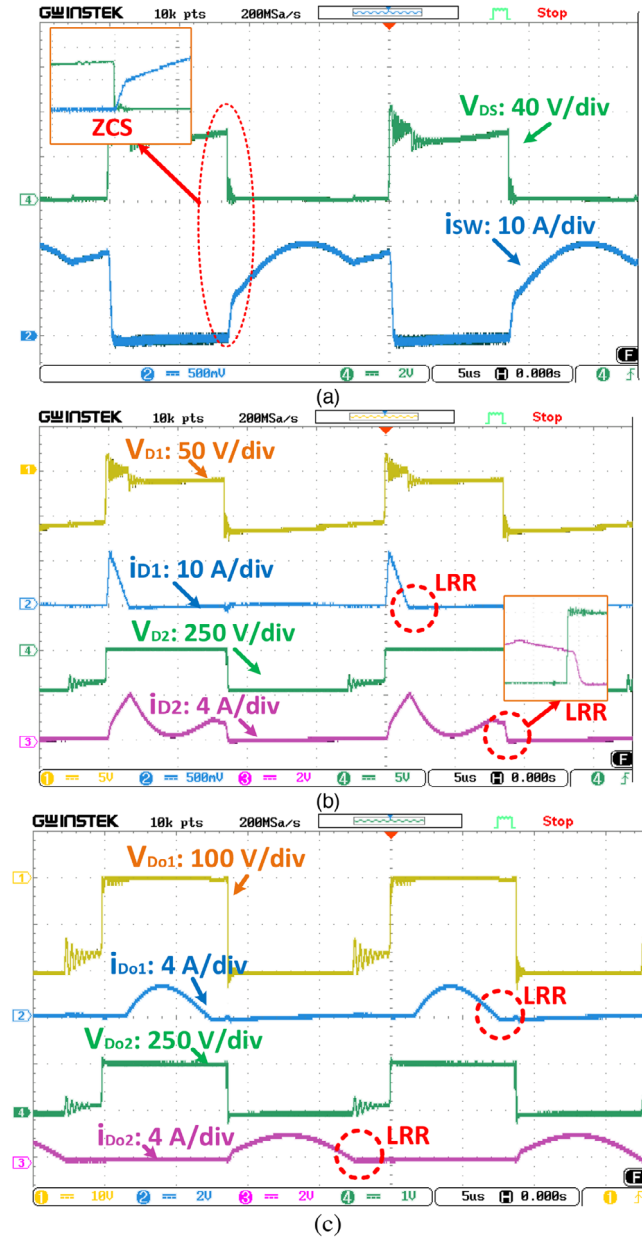 GWINSTEK 10k pts 200MSa/s Stop
ZCS
VDS: 40 V/div
4
iSW: 10 A/div
2
F
2 500mV 4 2V 5us H 0.000s 4
(a)
GWINSTEK 10k pts 200MSa/s Stop
VD1: 50 V/div
1
iD1: 10 A/div
LRR
2
VD2: 250 V/div
4
iD2: 4 A/div
LRR
3
F
1 5V 2 500mV 3 2V 4 5V 5us H 0.000s 4
(b)
GWINSTEK 10k pts 200MSa/s Stop
VDo1: 100 V/div
1
iDo1: 4 A/div
LRR
2
VDo2: 250 V/div
4
iDo2: 4 A/div
LRR
3
F
1 10V 2 2V 3 2V 4 1V 5us H 0.000s 1
(c)